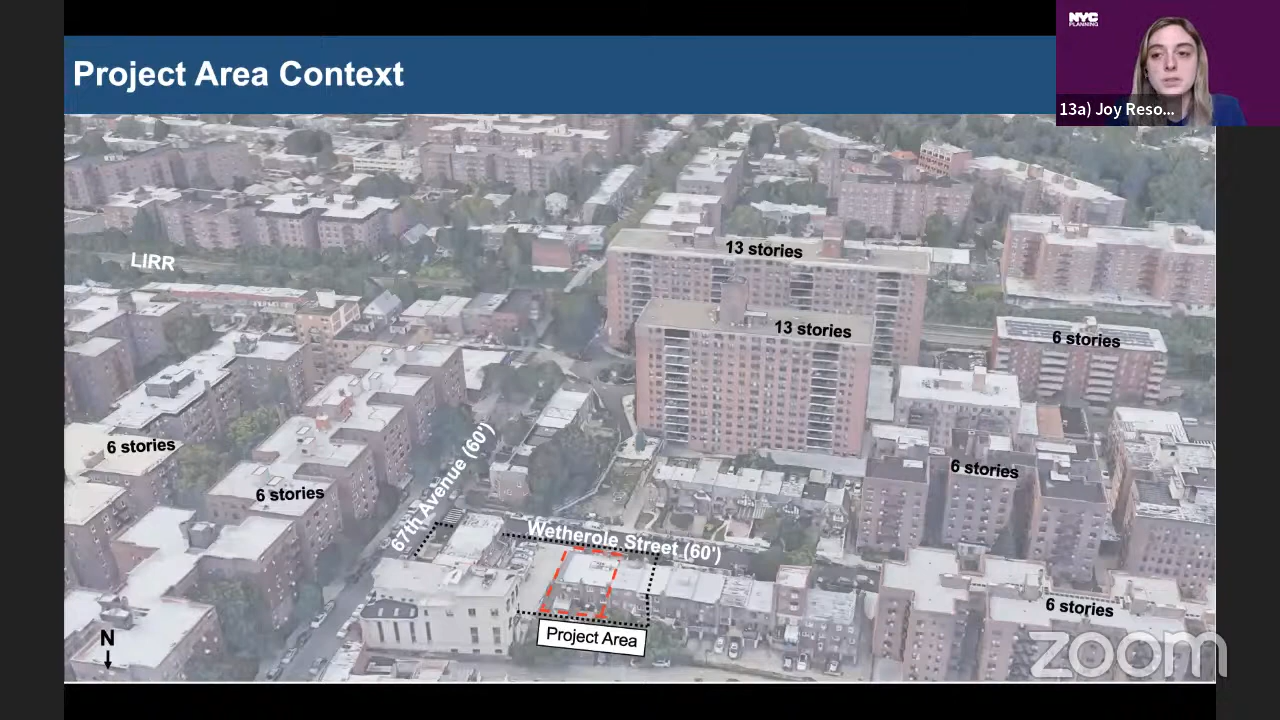 Project Area Context
NYC
PLANNING
13a) Joy Reso...
13 stories
LIRR
13 stories
6 stories
6 stories
6 stories
6 stories
67th Avenue (60')
Wetherole Street (60')
6 stories
Project Area
N
zoom